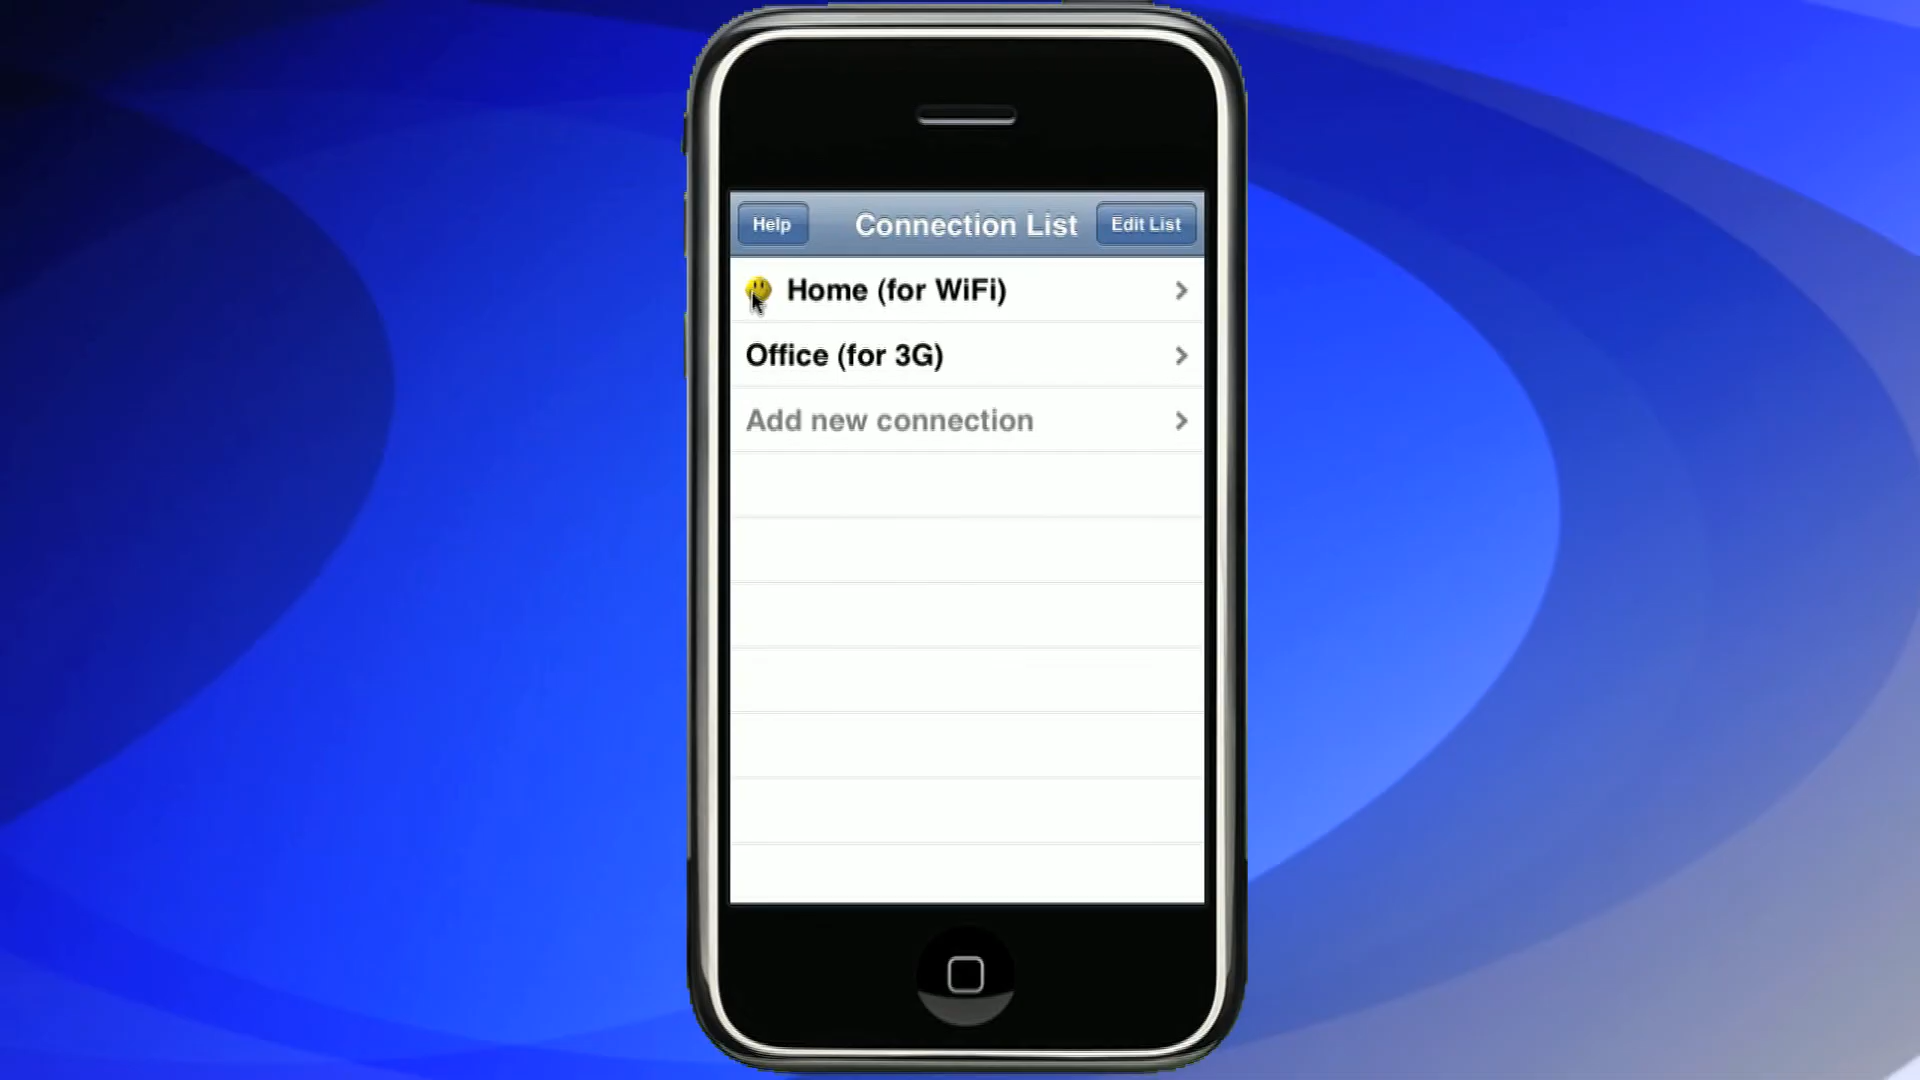 Help
Connection List
Edit List
Home (for WiFi)
Office (for 3G)
Add new connection